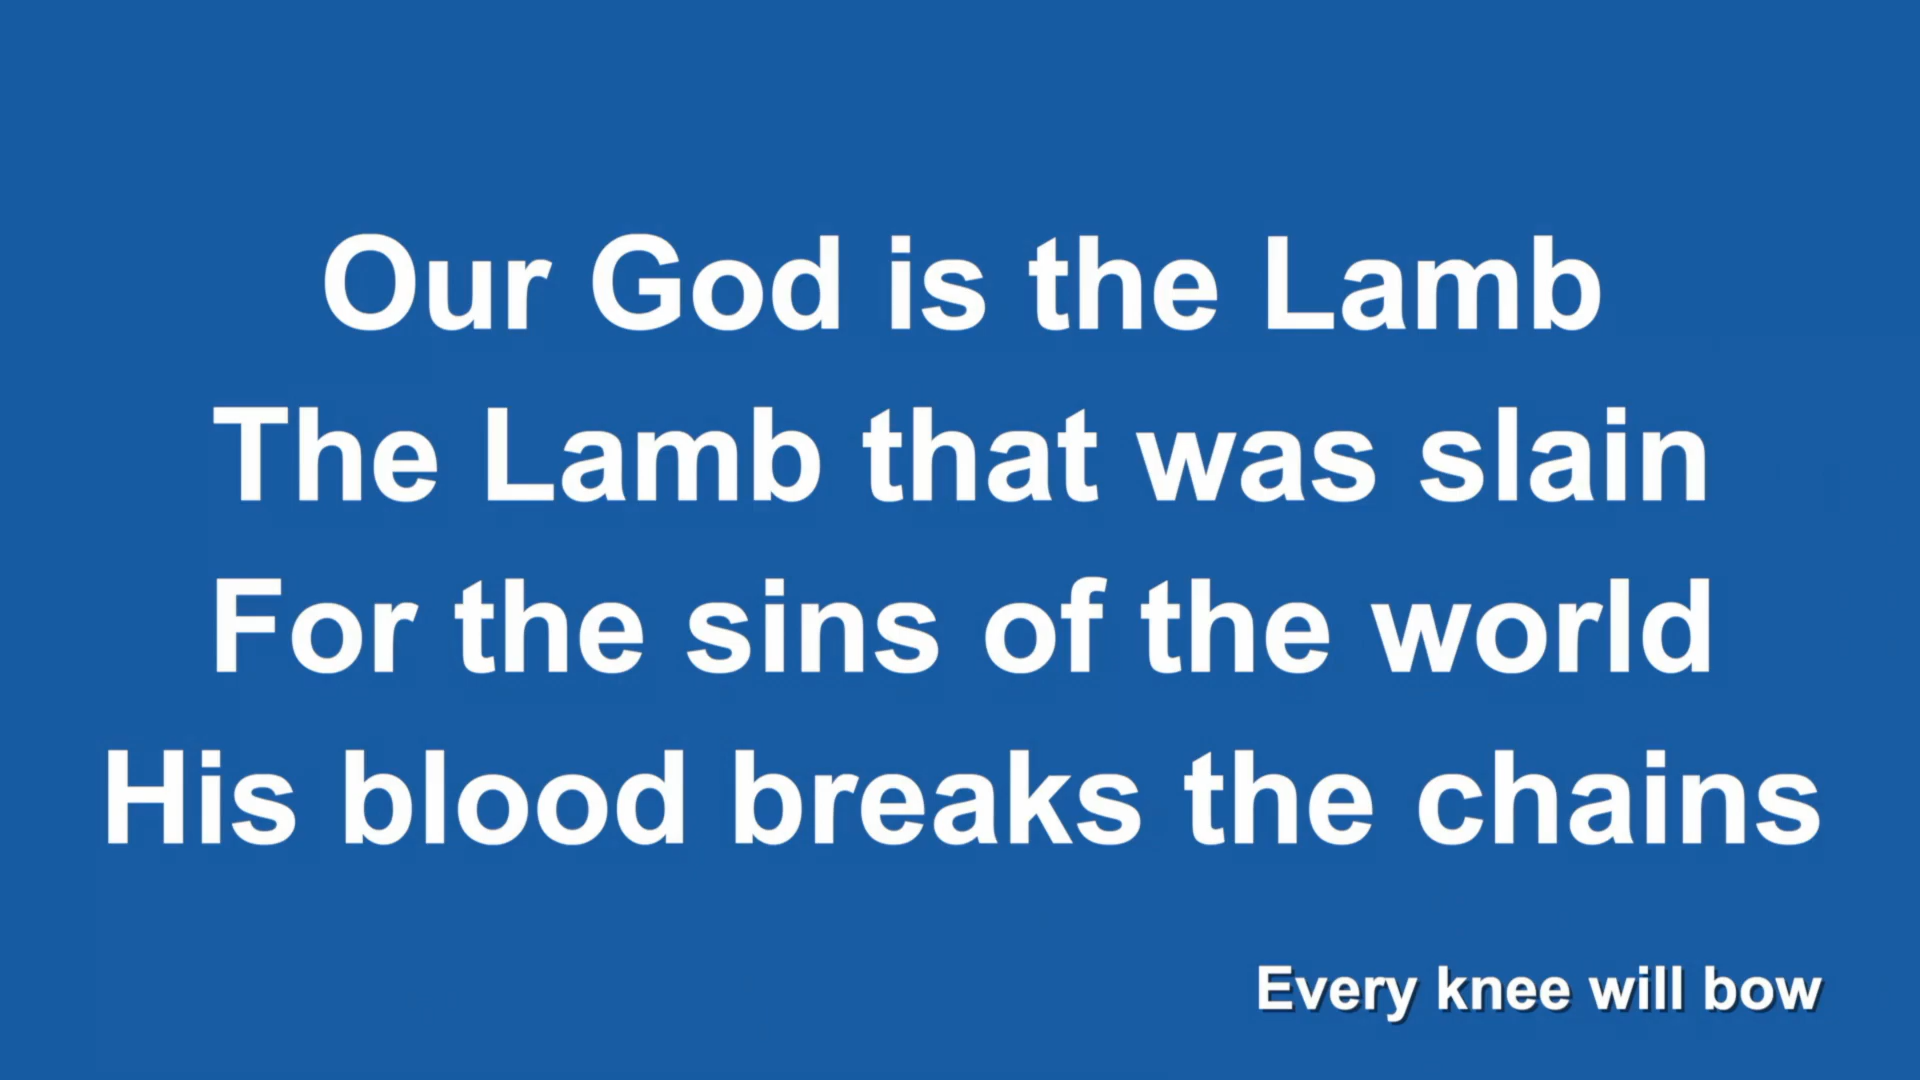 Our God is the Lamb
The Lamb that was slain
For the sins of the world
His blood breaks the chains
Every knee will bow